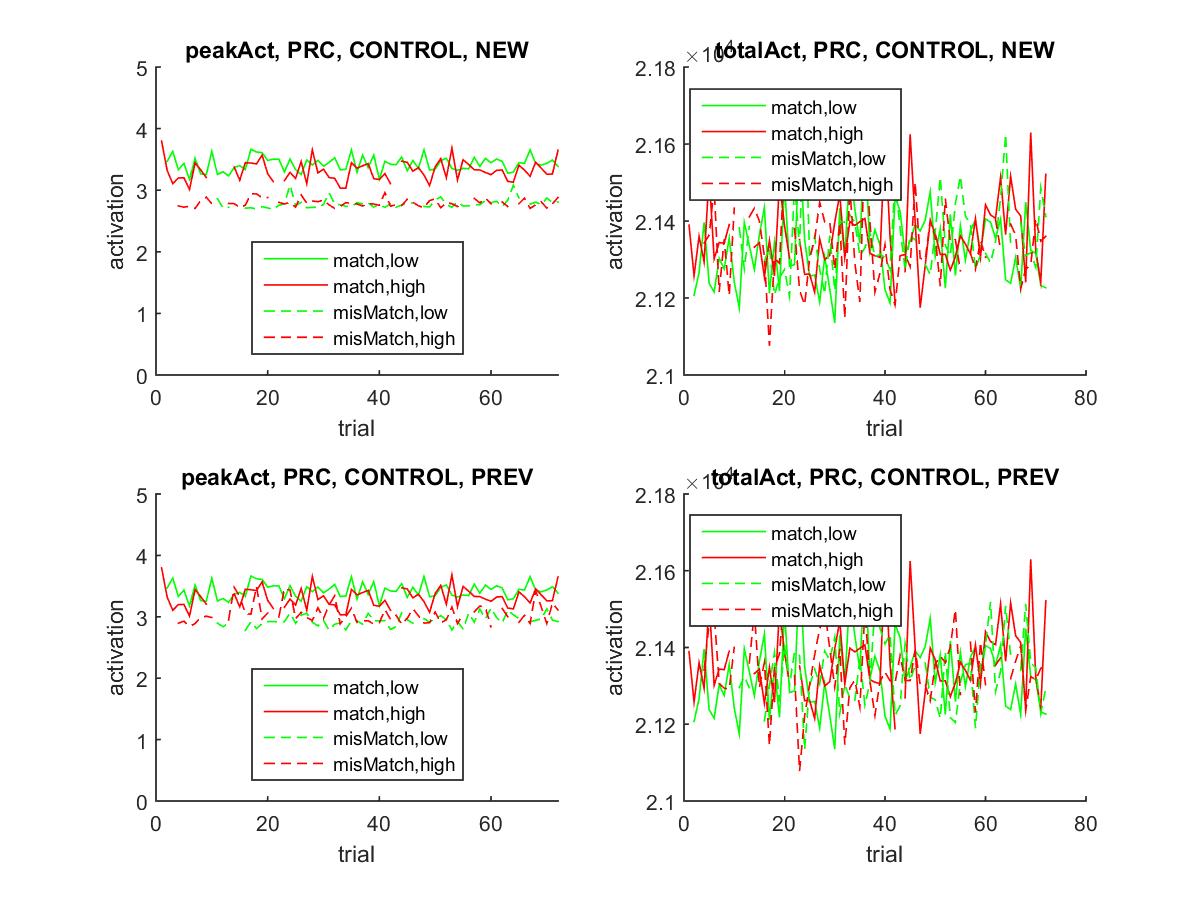 peakAct, PRC, CONTROL, NEW
5
4
3
2
1
0
activation
0 20 40 60
trial
match,low
match,high
misMatch,low
misMatch,high
×10⁴
totalAct, PRC, CONTROL, NEW
2.18
2.16
2.14
2.12
2.1
activation
0 20 40 60 80
trial
match,low
match,high
misMatch,low
misMatch,high
peakAct, PRC, CONTROL, PREV
5
4
3
2
1
0
activation
0 20 40 60
trial
match,low
match,high
misMatch,low
misMatch,high
×10⁴
totalAct, PRC, CONTROL, PREV
2.18
2.16
2.14
2.12
2.1
activation
0 20 40 60 80
trial
match,low
match,high
misMatch,low
misMatch,high